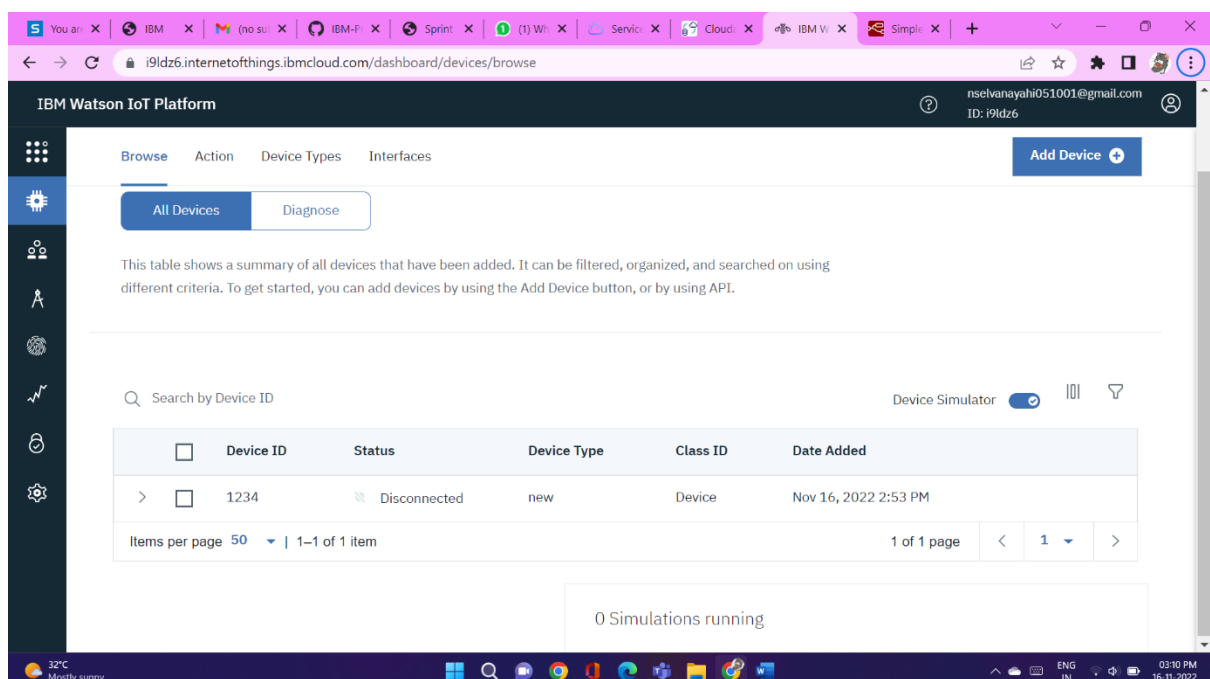 You are
IBM
(no su
IBM-P
Sprint
(1) Wh
Service
Cloud
IBM W
Simple
i9ldz6.internetofthings.ibmcloud.com/dashboard/devices/browse
IBM Watson IoT Platform
nselvanayahi051001@gmail.com
ID: i9ldz6
Browse Action Device Types Interfaces
Add Device
All Devices Diagnose
This table shows a summary of all devices that have been added. It can be filtered, organized, and searched on using
different criteria. To get started, you can add devices by using the Add Device button, or by using API.
Search by Device ID
Device Simulator
Device ID Status Device Type Class ID Date Added
1234 Disconnected new Device Nov 16, 2022 2:53 PM
Items per page 50 | 1–1 of 1 item
1 of 1 page 1
0 Simulations running
32°C
Mostly sunny
ENG
IN
03:10 PM
16-11-2022